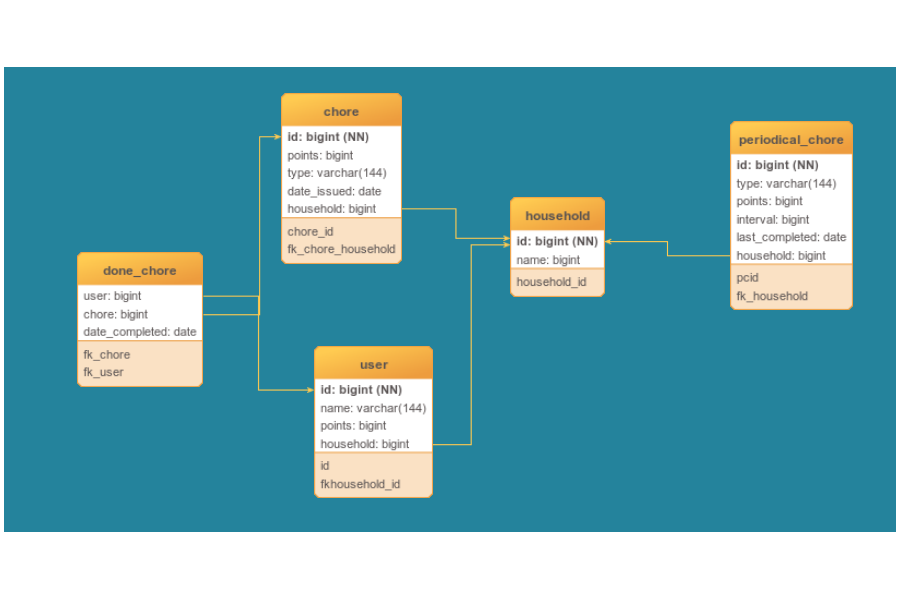 chore
id: bigint (NN)
points: bigint
type: varchar(144)
date_issued: date
household: bigint
chore_id
fk_chore_household
periodical_chore
id: bigint (NN)
type: varchar(144)
points: bigint
interval: bigint
last_completed: date
household: bigint
pcid
fk_household
household
id: bigint (NN)
name: bigint
household_id
done_chore
user: bigint
chore: bigint
date_completed: date
fk_chore
fk_user
user
id: bigint (NN)
name: varchar(144)
points: bigint
household: bigint
id
fkhousehold_id